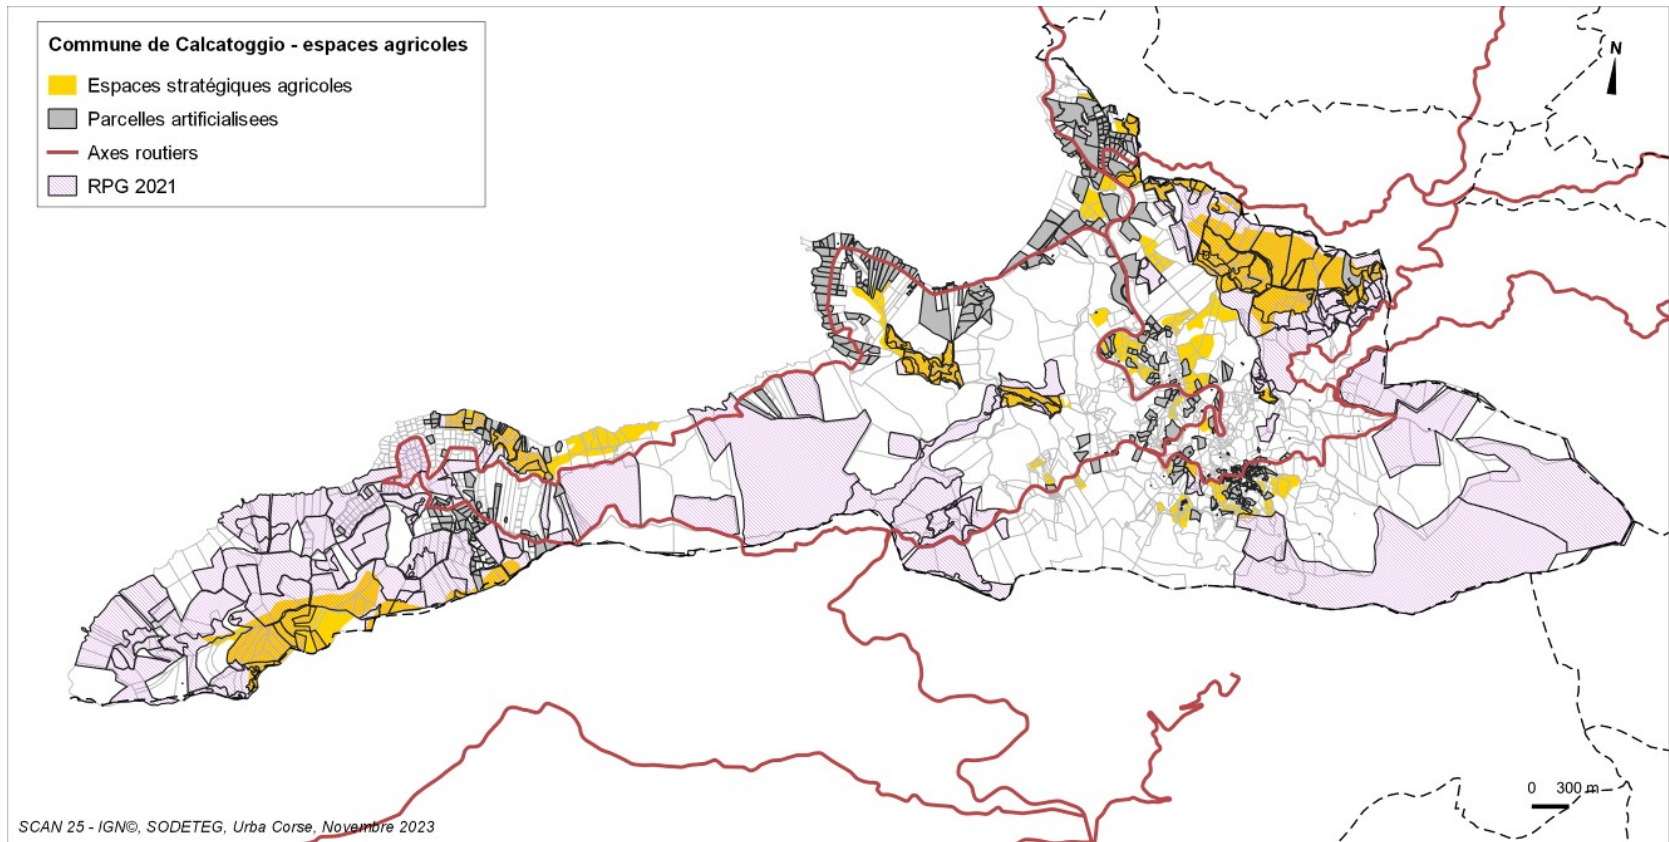 Commune de Calcatoggio - espaces agricoles
Espaces stratégiques agricoles
Parcelles artificialisees
Axes routiers
RPG 2021
N
0 300 m
SCAN 25 - IGN©, SODETEG, Urba Corse, Novembre 2023